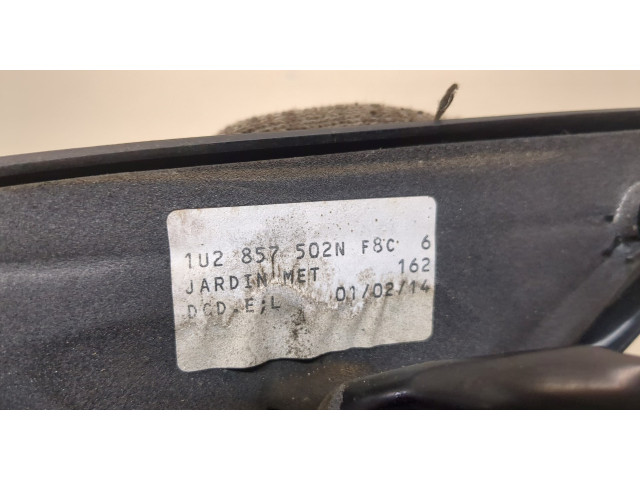 1U2 857 502N F8C 6
JARDIN MET 162
DCD E;L 01/02/14